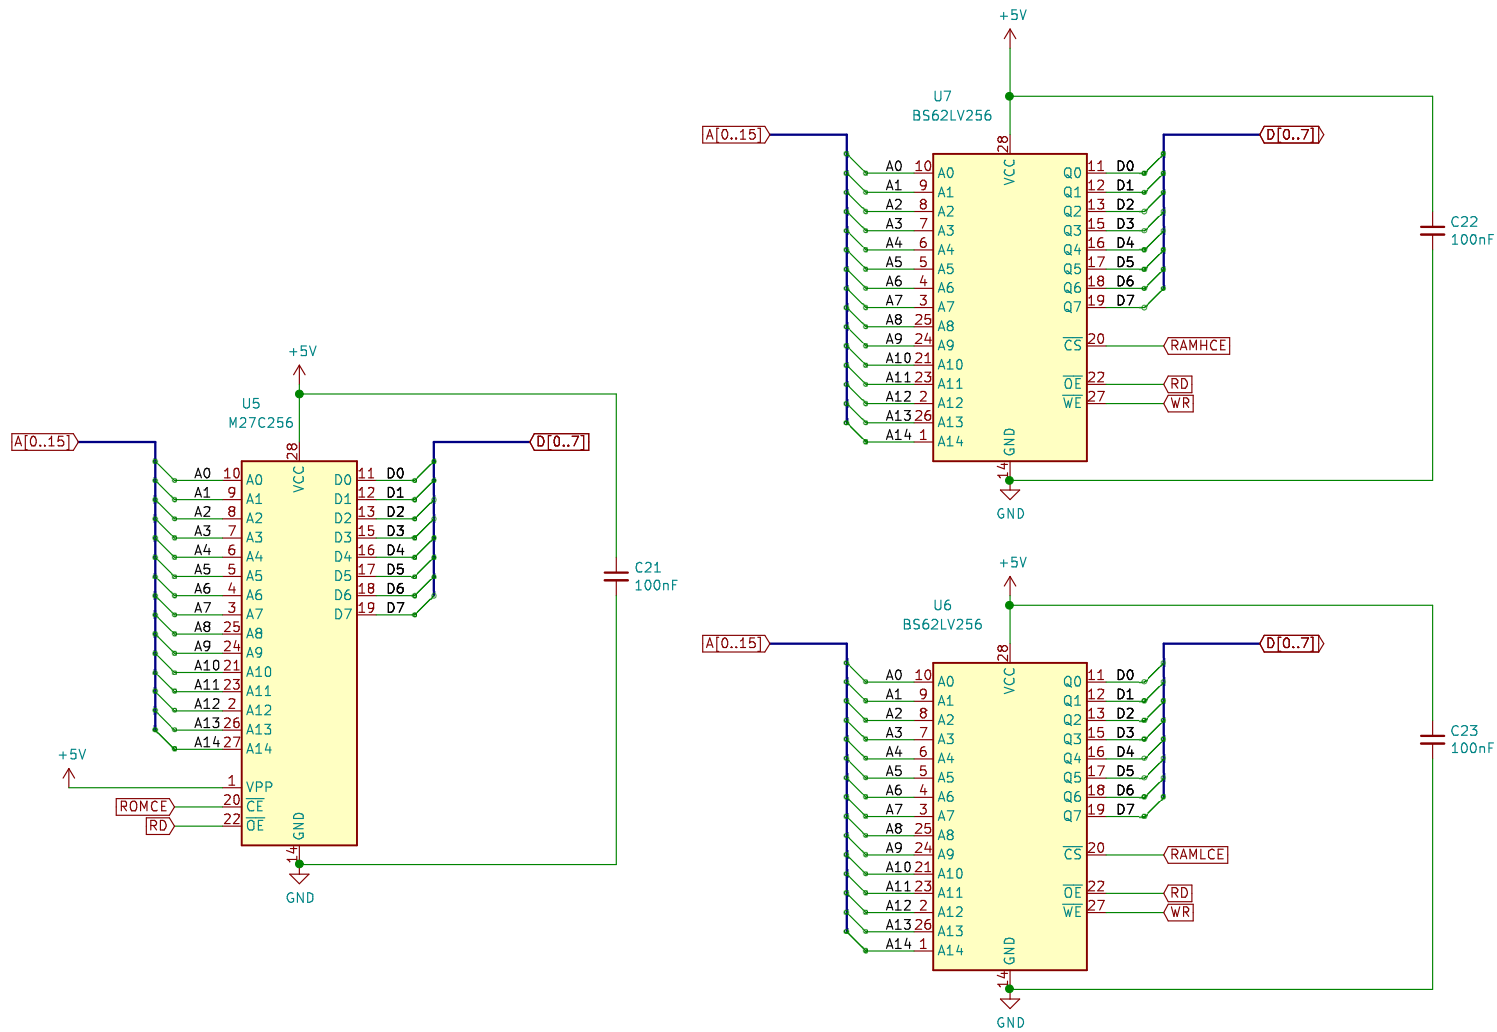 +5V
U7
BS62LV256
A[0..15]
D[0..7]
28
VCC
A0 10 A0 Q0 11 D0
A1 9 A1 Q1 12 D1
A2 8 A2 Q2 13 D2
A3 7 A3 Q3 15 D3
A4 6 A4 Q4 16 D4
A5 5 A5 Q5 17 D5
A6 4 A6 Q6 18 D6
A7 3 A7 Q7 19 D7
A8 25 A8
A9 24 A9 CS 20 RAMHCE
A10 21 A10
A11 23 A11 OE 22 RD
A12 2 A12 WE 27 WR
A13 26 A13
A14 1 A14
GND
14
GND
C22
100nF
+5V
U5
M27C256
A[0..15]
D[0..7]
28
VCC
A0 10 A0 D0 11 D0
A1 9 A1 D1 12 D1
A2 8 A2 D2 13 D2
A3 7 A3 D3 15 D3
A4 6 A4 D4 16 D4
A5 5 A5 D5 17 D5
A6 4 A6 D6 18 D6
A7 3 A7 D7 19 D7
A8 25 A8
A9 24 A9
A10 21 A10
A11 23 A11
A12 2 A12
A13 26 A13
A14 27 A14
+5V
1 VPP
ROMCE 20 CE
RD 22 OE
GND
14
GND
C21
100nF
+5V
U6
BS62LV256
A[0..15]
D[0..7]
28
VCC
A0 10 A0 Q0 11 D0
A1 9 A1 Q1 12 D1
A2 8 A2 Q2 13 D2
A3 7 A3 Q3 15 D3
A4 6 A4 Q4 16 D4
A5 5 A5 Q5 17 D5
A6 4 A6 Q6 18 D6
A7 3 A7 Q7 19 D7
A8 25 A8
A9 24 A9 CS 20 RAMLCE
A10 21 A10
A11 23 A11 OE 22 RD
A12 2 A12 WE 27 WR
A13 26 A13
A14 1 A14
GND
14
GND
C23
100nF